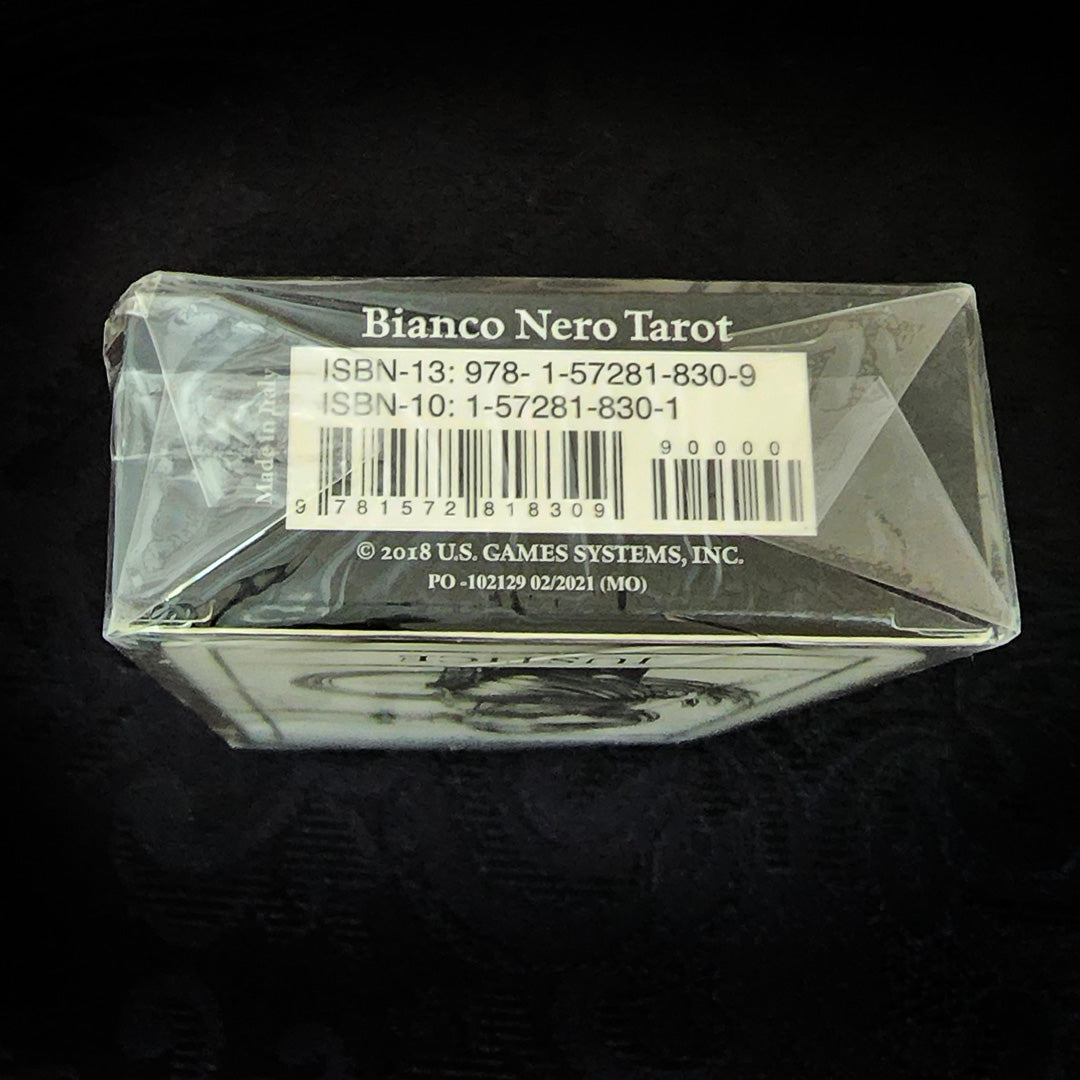 Bianco Nero Tarot
Made in Italy
ISBN-13: 978- 1-57281-830-9
ISBN-10: 1-57281-830-1
90000
9 781572 818309
© 2018 U.S. GAMES SYSTEMS, INC.
PO -102129 02/2021 (MO)
JUSTICE